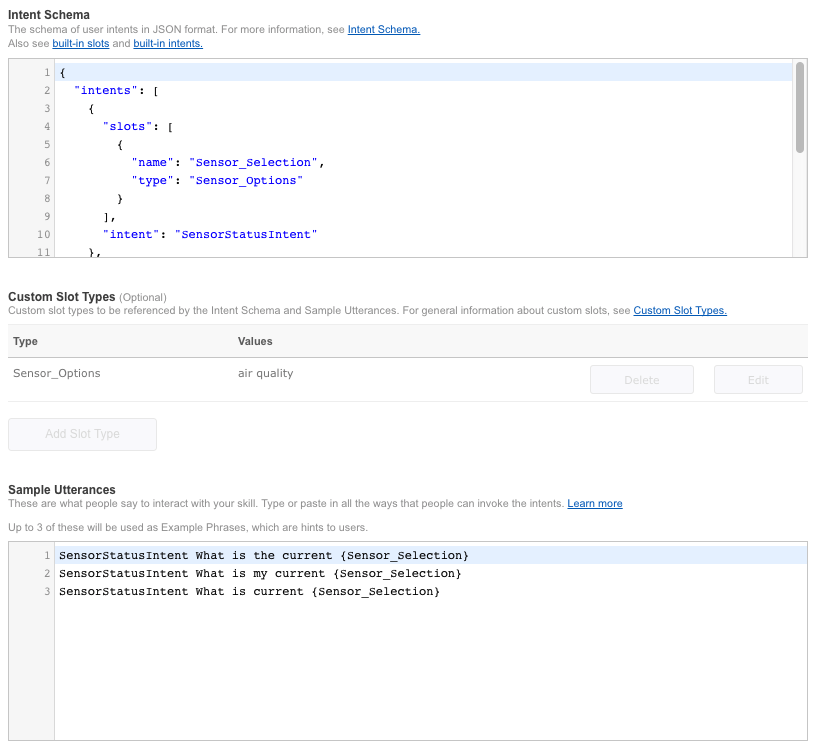 Intent Schema
The schema of user intents in JSON format. For more information, see Intent Schema.
Also see built-in slots and built-in intents.
1 {
2 "intents": [
3 {
4 "slots": [
5 {
6 "name": "Sensor_Selection",
7 "type": "Sensor_Options"
8 }
9 ],
10 "intent": "SensorStatusIntent"
11 },
Custom Slot Types (Optional)
Custom slot types to be referenced by the Intent Schema and Sample Utterances. For general information about custom slots, see Custom Slot Types.
Type Values
Sensor_Options air quality Delete Edit
Add Slot Type
Sample Utterances
These are what people say to interact with your skill. Type or paste in all the ways that people can invoke the intents. Learn more
Up to 3 of these will be used as Example Phrases, which are hints to users.
1 SensorStatusIntent What is the current {Sensor_Selection}
2 SensorStatusIntent What is my current {Sensor_Selection}
3 SensorStatusIntent What is current {Sensor_Selection}